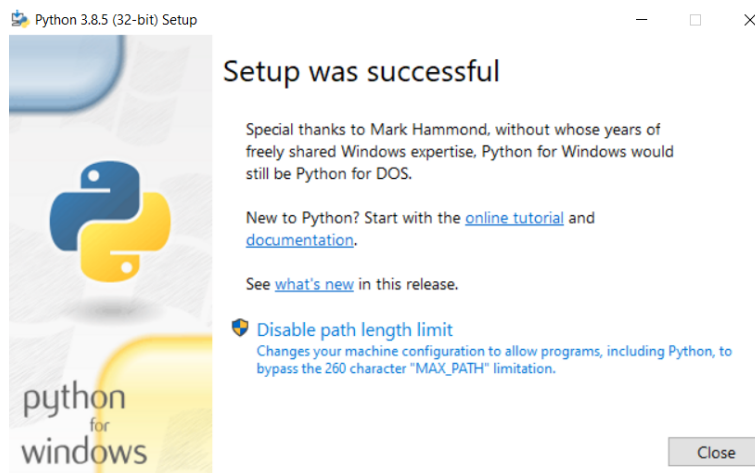 Python 3.8.5 (32-bit) Setup
Setup was successful
Special thanks to Mark Hammond, without whose years of
freely shared Windows expertise, Python for Windows would
still be Python for DOS.
New to Python? Start with the online tutorial and
documentation.
See what's new in this release.
Disable path length limit
Changes your machine configuration to allow programs, including Python, to
bypass the 260 character "MAX_PATH" limitation.
python
for
windows
Close